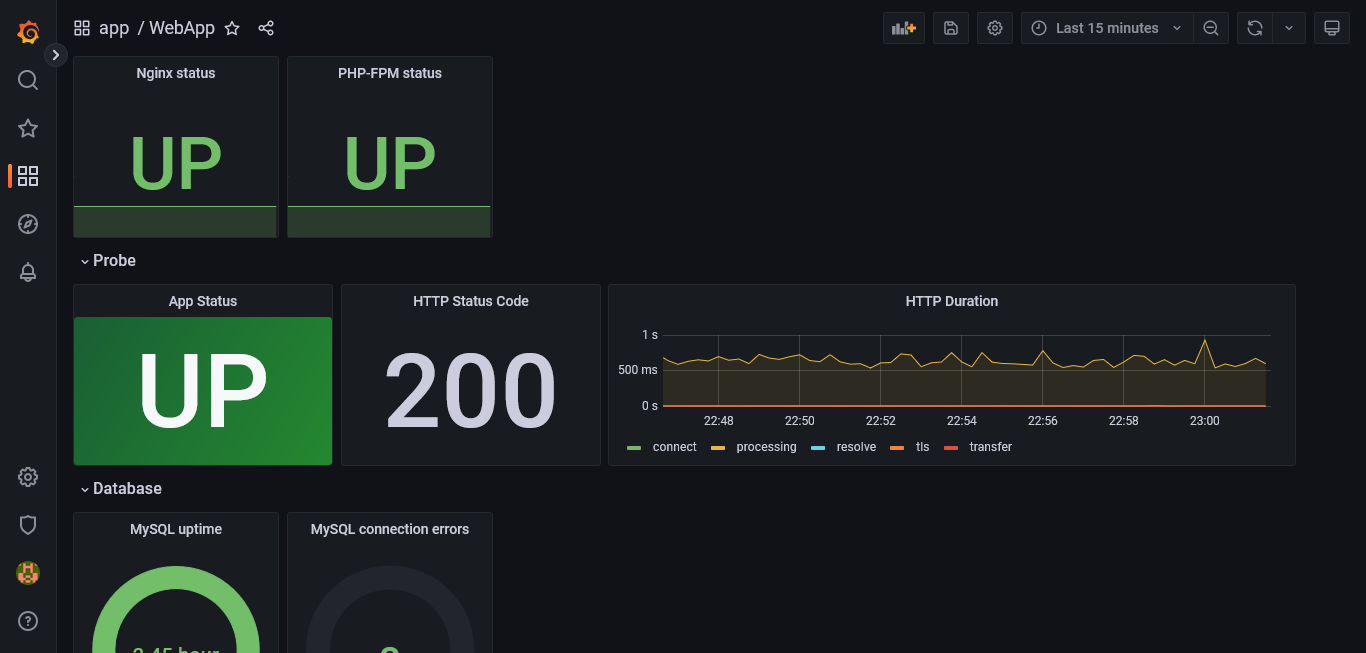 app / WebApp
Last 15 minutes
Nginx status
PHP-FPM status
UP
UP
Probe
App Status
HTTP Status Code
HTTP Duration
UP
200
1 s
500 ms
0 s
22:48 22:50 22:52 22:54 22:56 22:58 23:00
connect processing resolve tls transfer
Database
MySQL uptime
MySQL connection errors